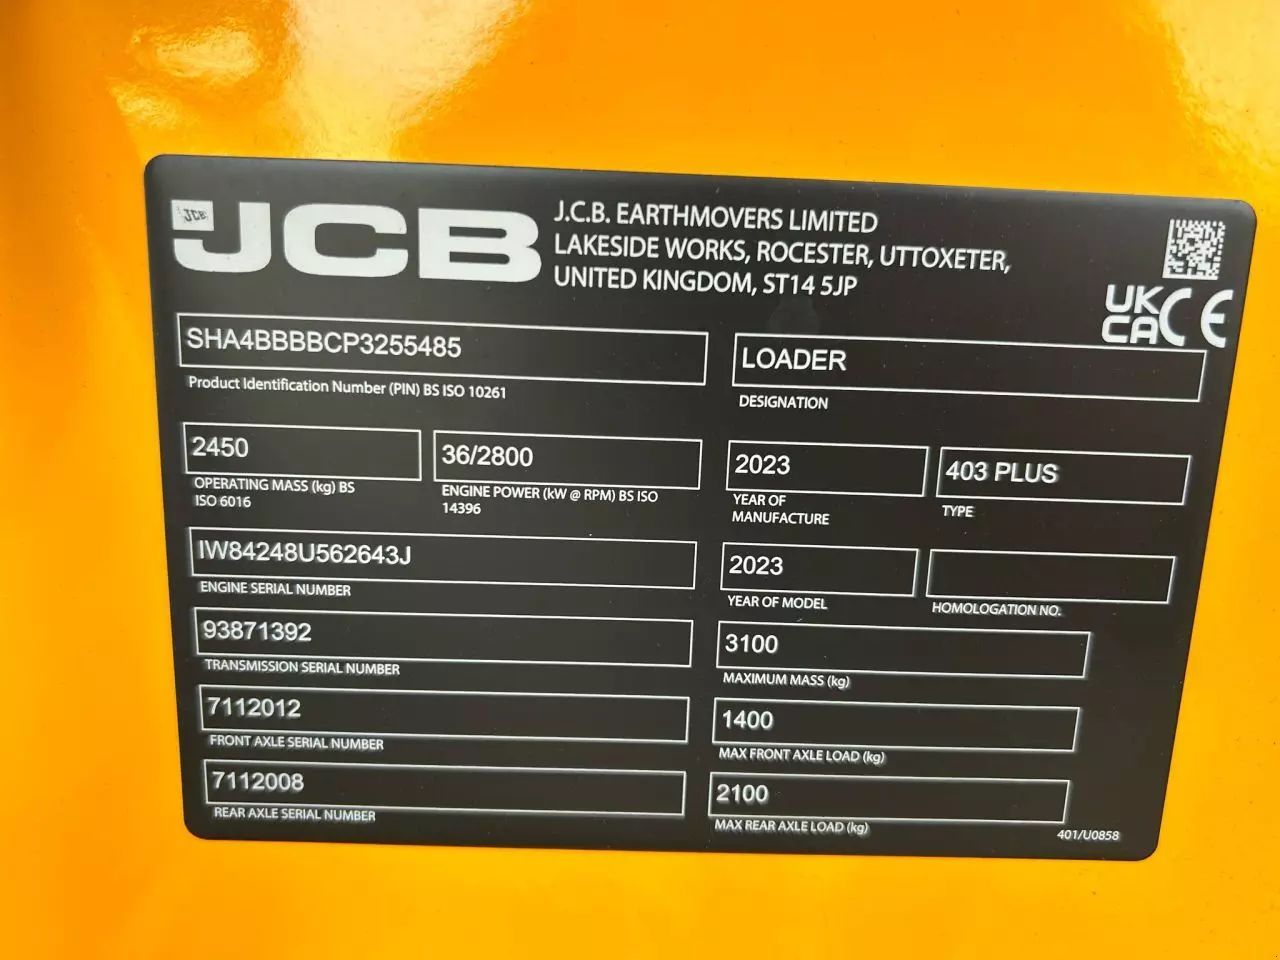 JCB
JCB
J.C.B. EARTHMOVERS LIMITED
LAKESIDE WORKS, ROCESTER, UTTOXETER,
UNITED KINGDOM, ST14 5JP
UK
CA
CE
SHA4BBBBCP3255485
Product Identification Number (PIN) BS ISO 10261
LOADER
DESIGNATION
2450
OPERATING MASS (kg) BS
ISO 6016
36/2800
ENGINE POWER (kW @ RPM) BS ISO
14396
2023
YEAR OF
MANUFACTURE
403 PLUS
TYPE
IW84248U562643J
ENGINE SERIAL NUMBER
2023
YEAR OF MODEL
HOMOLOGATION NO.
93871392
TRANSMISSION SERIAL NUMBER
3100
MAXIMUM MASS (kg)
7112012
FRONT AXLE SERIAL NUMBER
1400
MAX FRONT AXLE LOAD (kg)
7112008
REAR AXLE SERIAL NUMBER
2100
MAX REAR AXLE LOAD (kg)
401/U0858